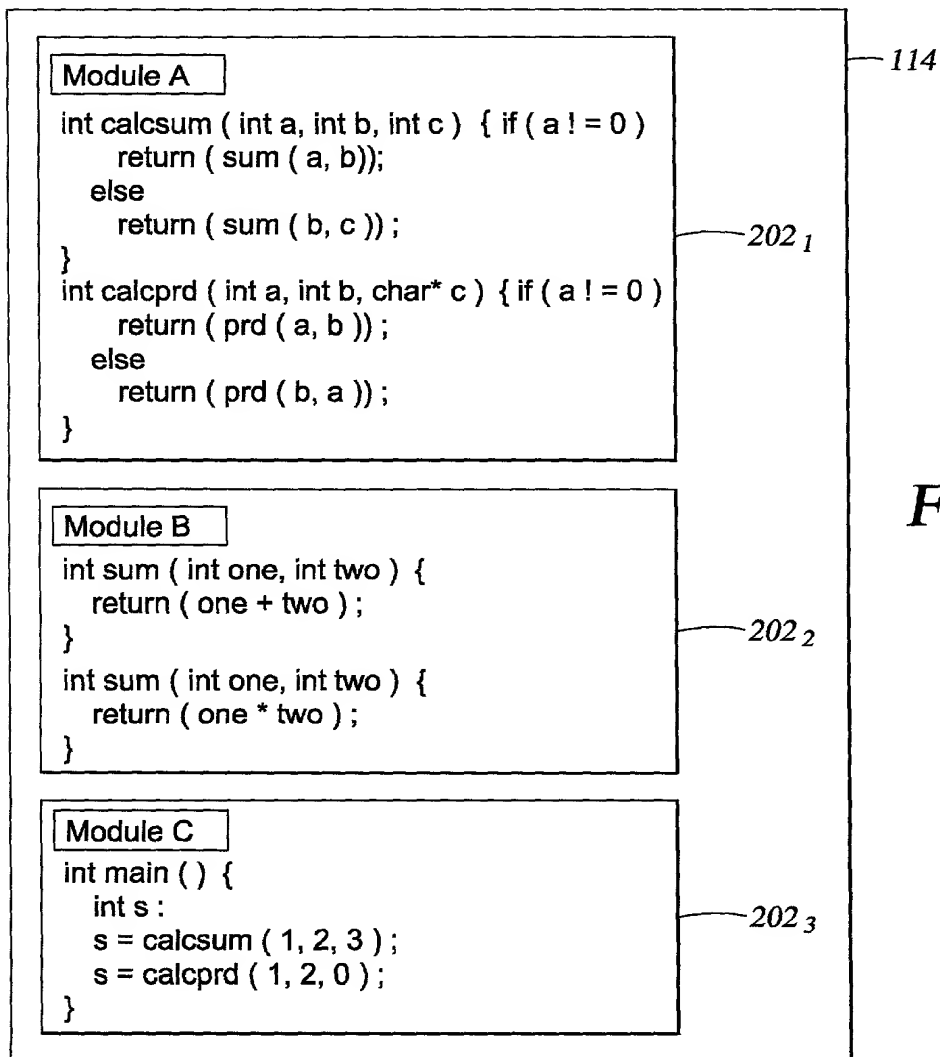 114
Module A
int calcsum ( int a, int b, int c ) { if ( a ! = 0 )
return ( sum ( a, b));
else
return ( sum ( b, c )) ;
}
int calcprd ( int a, int b, char* c ) { if ( a ! = 0 )
return ( prd ( a, b )) ;
else
return ( prd ( b, a )) ;
}
202 1
Module B
int sum ( int one, int two ) {
return ( one + two ) ;
}
int sum ( int one, int two ) {
return ( one * two ) ;
}
202 2
F
Module C
int main ( ) {
int s :
s = calcsum ( 1, 2, 3 ) ;
s = calcprd ( 1, 2, 0 ) ;
}
202 3